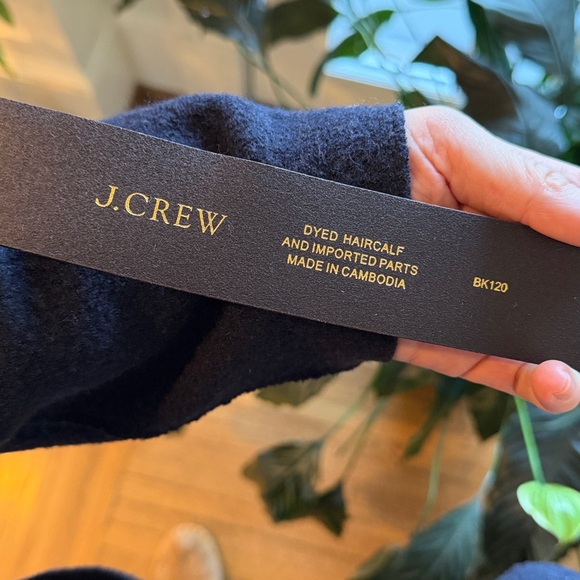 J.CREW
DYED HAIRCALF
AND IMPORTED PARTS
MADE IN CAMBODIA
BK120